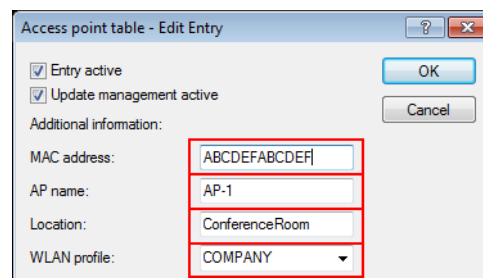 Access point table - Edit Entry
Entry active
OK
Update management active
Cancel
Additional information:
MAC address: ABCDEFABCDEF
AP name: AP-1
Location: ConferenceRoom
WLAN profile: COMPANY